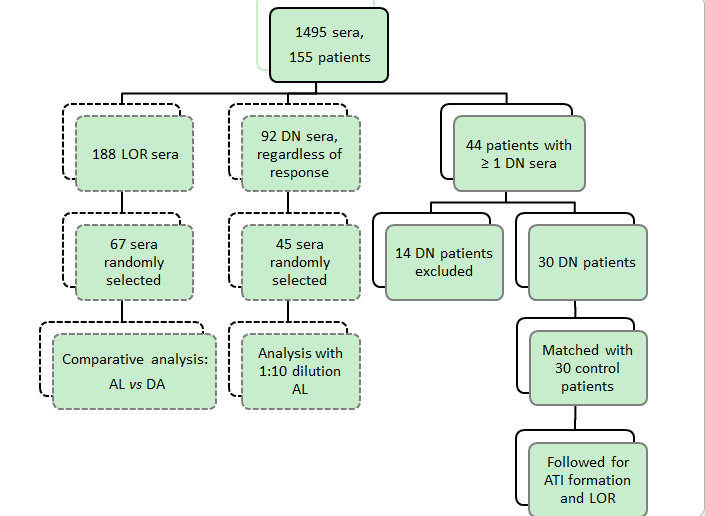 1495 sera,
155 patients
188 LOR sera
92 DN sera,
regardless of
response
44 patients with
≥ 1 DN sera
67 sera
randomly
selected
45 sera
randomly
selected
14 DN patients
excluded
30 DN patients
Comparative analysis:
AL vs DA
Analysis with
1:10 dilution
AL
Matched with
30 control
patients
Followed for
ATI formation
and LOR